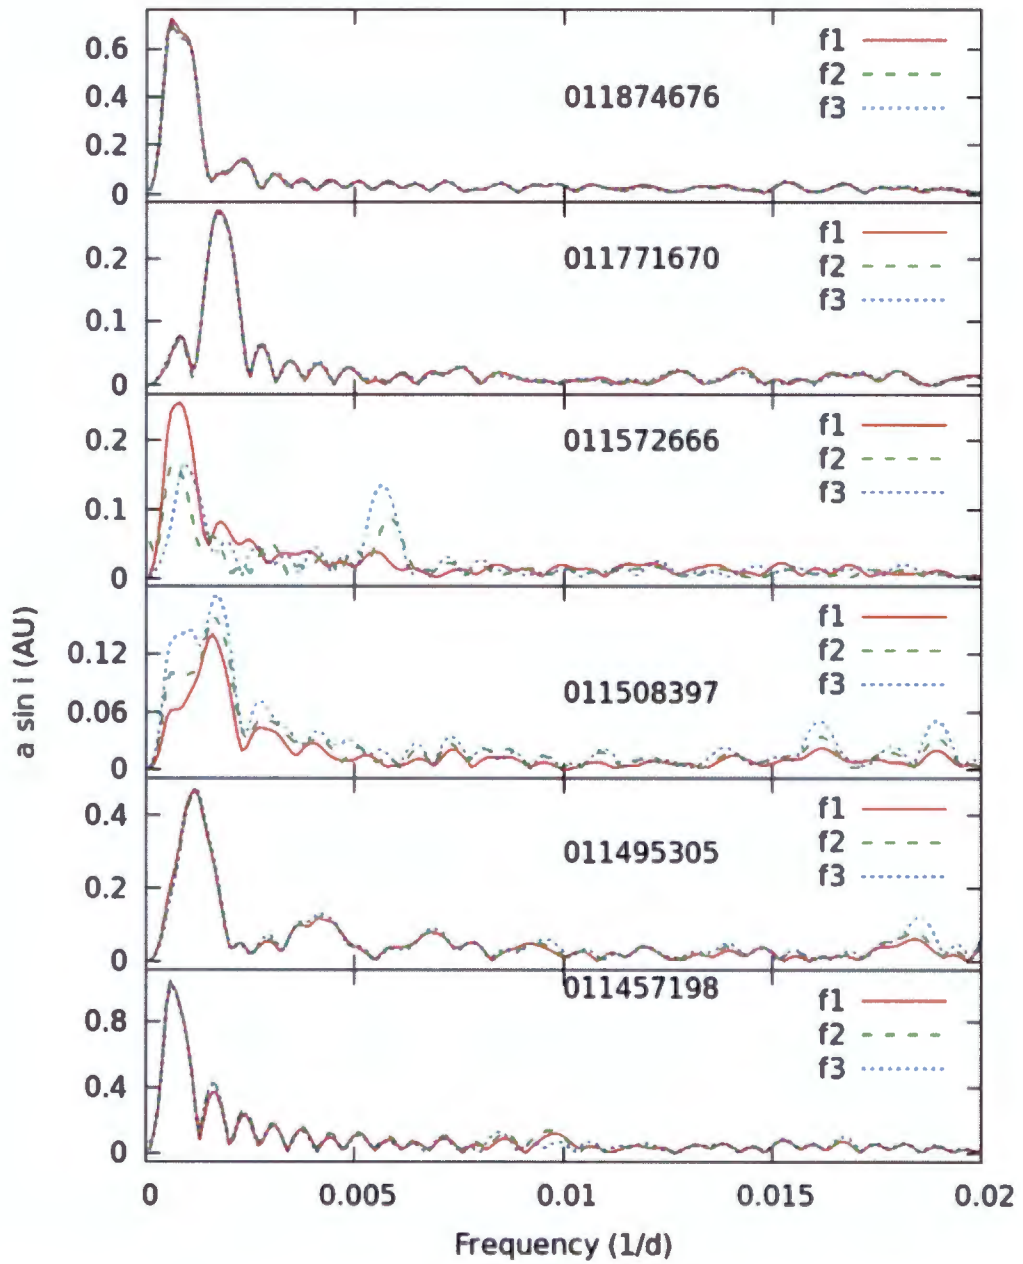 0.6
0.4
0.2
0
011874676
f1
f2
f3
0.2
0.1
0
011771670
f1
f2
f3
0.2
0.1
0
011572666
f1
f2
f3
0.12
0.06
0
011508397
f1
f2
f3
0.4
0.2
0
011495305
f1
f2
f3
0.8
0.4
0
011457198
f1
f2
f3
a sin i (AU)
0 0.005 0.01 0.015 0.02
Frequency (1/d)